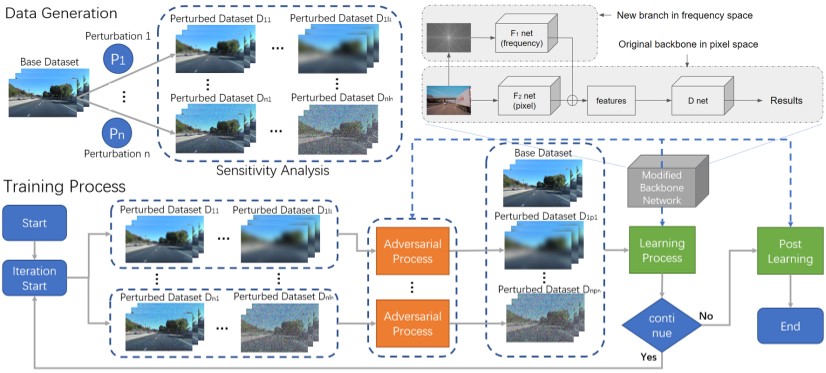 Data Generation
Perturbation 1
P1
Base Dataset
Pn
Perturbation n
Perturbed Dataset D11
Perturbed Dataset D1l1
...
Perturbed Dataset Dn1
Perturbed Dataset Dnln
...
Sensitivity Analysis
F1 net
(frequency)
New branch in frequency space
Original backbone in pixel space
F2 net
(pixel)
features
D net
Results
Training Process
Start
Iteration
Start
Perturbed Dataset D11
Perturbed Dataset D1l1
...
Perturbed Dataset Dn1
Perturbed Dataset Dnln
...
Adversarial
Process
Adversarial
Process
Base Dataset
Perturbed Dataset D1p1
Perturbed Dataset Dnpn
Modified
Backbone
Network
Learning
Process
conti
nue
No
Yes
Post
Learning
End